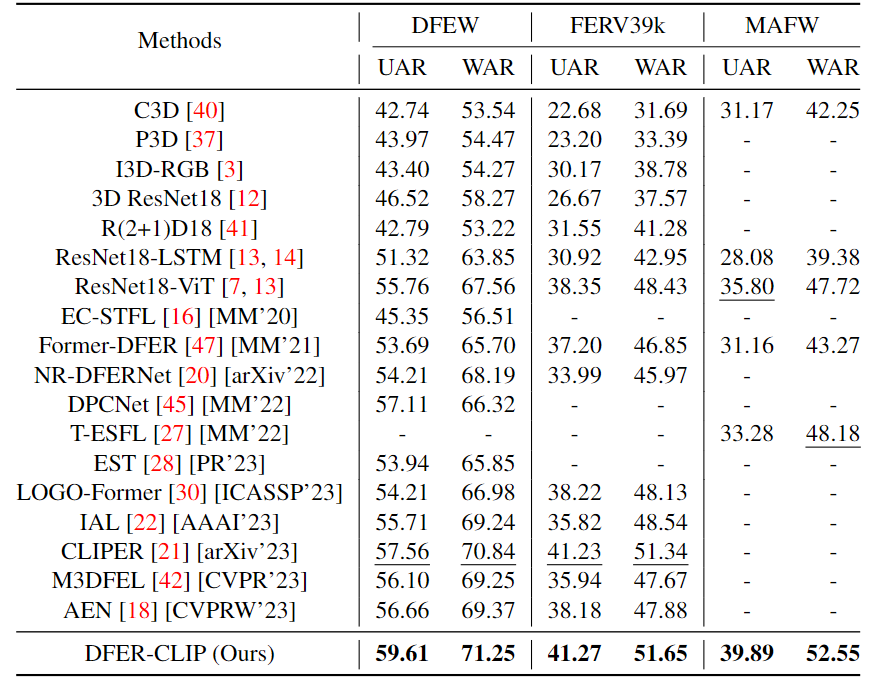 Methods DFEW FERV39k MAFW
UAR WAR UAR WAR UAR WAR
C3D [40] 42.74 53.54 22.68 31.69 31.17 42.25
P3D [37] 43.97 54.47 23.20 33.39 - -
I3D-RGB [3] 43.40 54.27 30.17 38.78 - -
3D ResNet18 [12] 46.52 58.27 26.67 37.57 - -
R(2+1)D18 [41] 42.79 53.22 31.55 41.28 - -
ResNet18-LSTM [13, 14] 51.32 63.85 30.92 42.95 28.08 39.38
ResNet18-ViT [7, 13] 55.76 67.56 38.35 48.43 35.80 47.72
EC-STFL [16] [MM’20] 45.35 56.51 - - - -
Former-DFER [47] [MM’21] 53.69 65.70 37.20 46.85 31.16 43.27
NR-DFERNet [20] [arXiv’22] 54.21 68.19 33.99 45.97 -
DPCNet [45] [MM’22] 57.11 66.32 - - - -
T-ESFL [27] [MM’22] - - - - 33.28 48.18
EST [28] [PR’23] 53.94 65.85 - - - -
LOGO-Former [30] [ICASSP’23] 54.21 66.98 38.22 48.13 - -
IAL [22] [AAAI’23] 55.71 69.24 35.82 48.54 - -
CLIPER [21] [arXiv’23] 57.56 70.84 41.23 51.34 - -
M3DFEL [42] [CVPR’23] 56.10 69.25 35.94 47.67 - -
AEN [18] [CVPRW’23] 56.66 69.37 38.18 47.88 - -
DFER-CLIP (Ours) 59.61 71.25 41.27 51.65 39.89 52.55